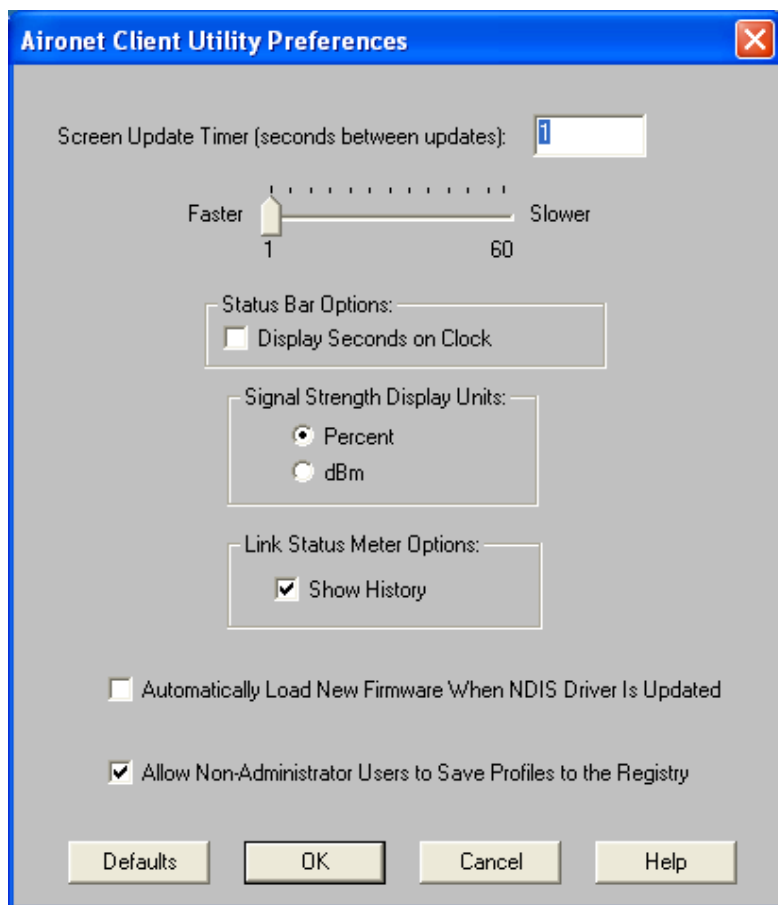 Aironet Client Utility Preferences
Screen Update Timer (seconds between updates): 1
Faster Slower
1 60
Status Bar Options:
Display Seconds on Clock
Signal Strength Display Units:
Percent
dBm
Link Status Meter Options:
Show History
Automatically Load New Firmware When NDIS Driver Is Updated
Allow Non-Administrator Users to Save Profiles to the Registry
Defaults OK Cancel Help